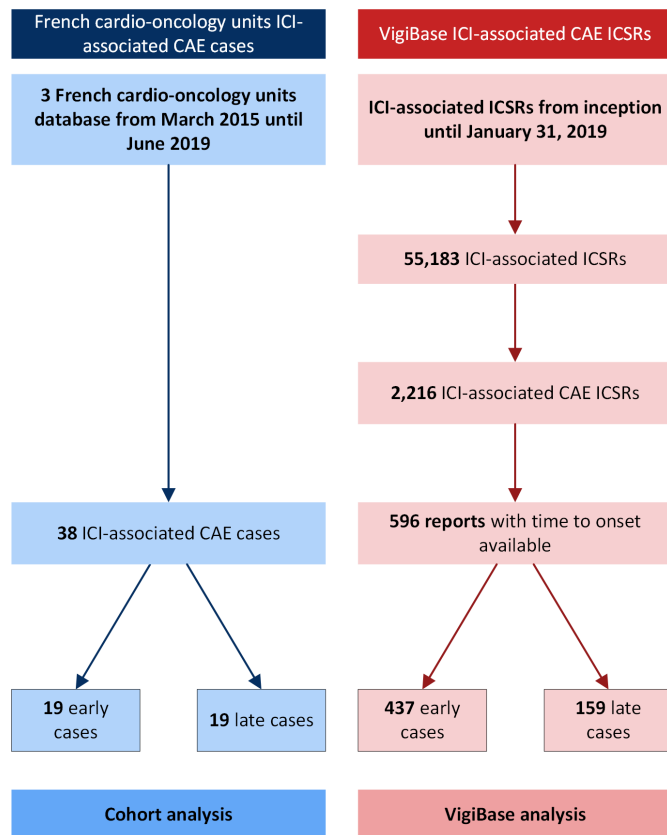 French cardio-oncology units ICI-
associated CAE cases
3 French cardio-oncology units
database from March 2015 until
June 2019
38 ICI-associated CAE cases
19 early
cases
19 late cases
Cohort analysis
VigiBase ICI-associated CAE ICSRs
ICI-associated ICSRs from inception
until January 31, 2019
55,183 ICI-associated ICSRs
2,216 ICI-associated CAE ICSRs
596 reports with time to onset
available
437 early
cases
159 late
cases
VigiBase analysis